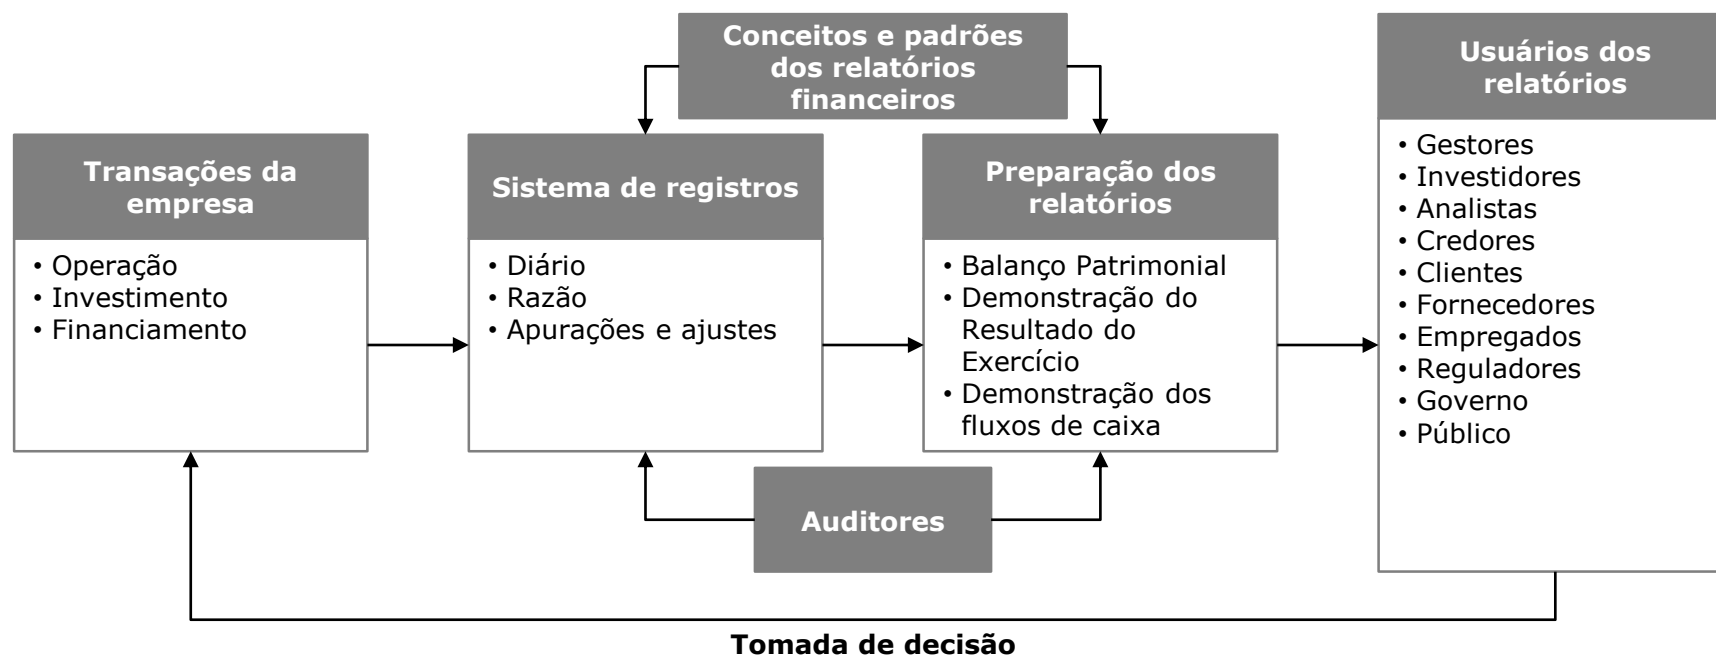 Conceitos e padrões
dos relatórios
financeiros
Usuários dos
relatórios
• Gestores
• Investidores
• Analistas
• Credores
• Clientes
• Fornecedores
• Empregados
• Reguladores
• Governo
• Público
Transações da
empresa
• Operação
• Investimento
• Financiamento
Sistema de registros
• Diário
• Razão
• Apurações e ajustes
Preparação dos
relatórios
• Balanço Patrimonial
• Demonstração do
Resultado do
Exercício
• Demonstração dos
fluxos de caixa
Auditores
Tomada de decisão